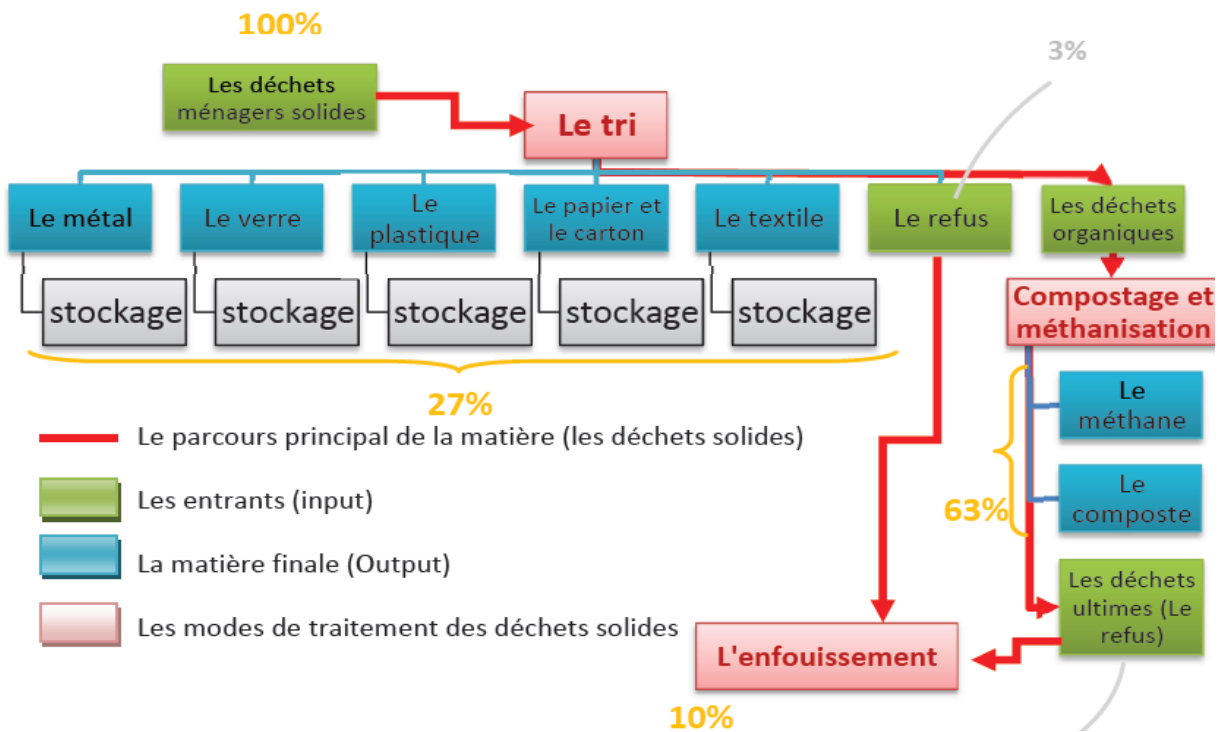 100%
3%
Les déchets
ménagers solides
Le tri
Le métal
Le verre
Le
plastique
Le papier et
le carton
Le textile
Le refus
Les déchets
organiques
stockage
stockage
stockage
stockage
stockage
Compostage et
méthanisation
27%
Le
méthane
Le
composte
63%
Les déchets
ultimes (Le
refus)
L'enfouissement
10%
Le parcours principal de la matière (les déchets solides)
Les entrants (input)
La matière finale (Output)
Les modes de traitement des déchets solides